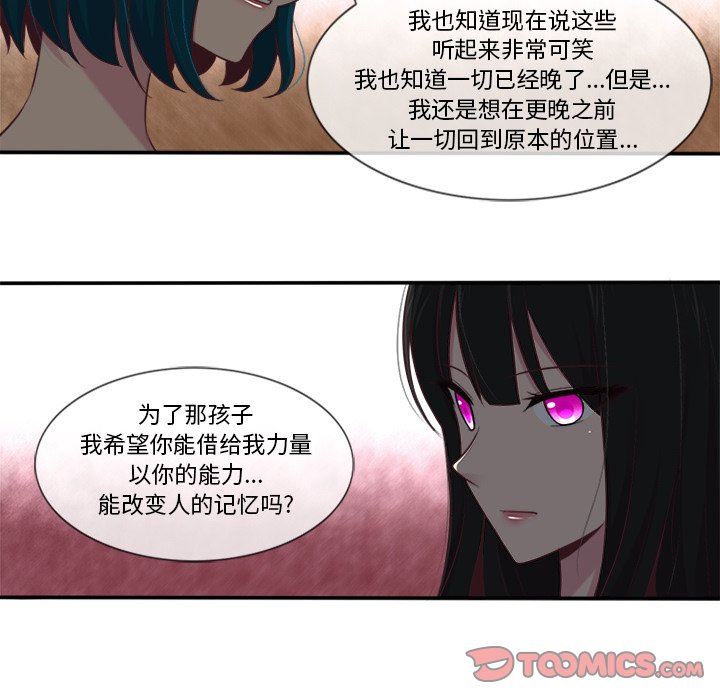 我也知道现在说这些
听起来非常可笑
我也知道一切已经晚了...但是...
我还是想在更晚之前
让一切回到原本的位置...
为了那孩子
我希望你能借给我力量
以你的能力...
能改变人的记忆吗?
TOOMICS.COM